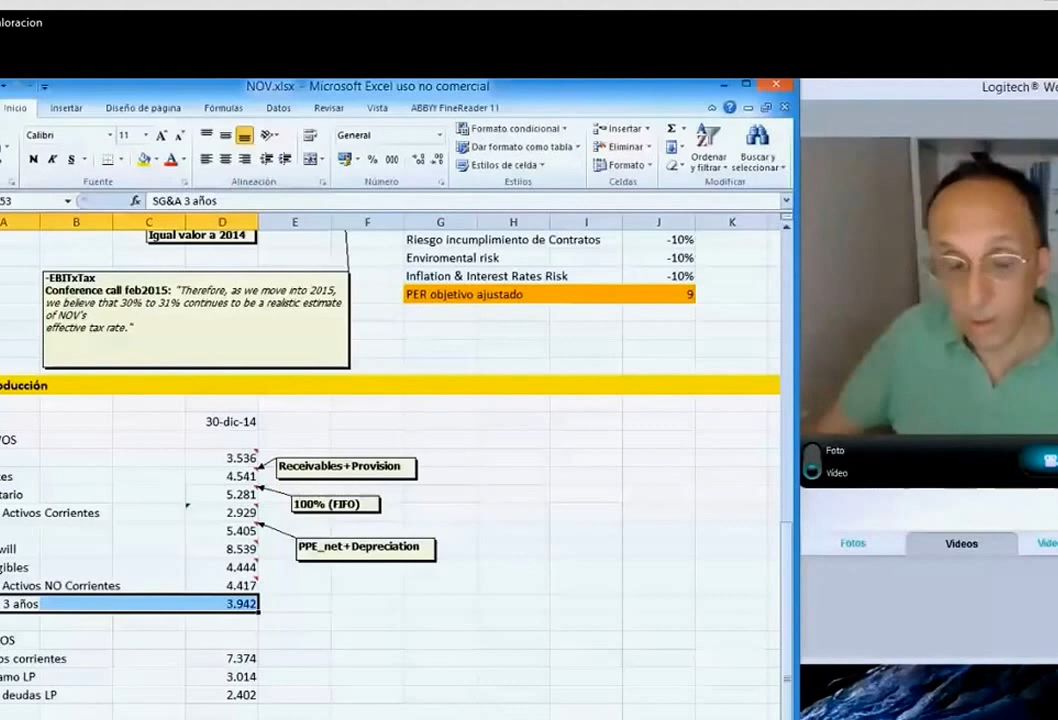 aloracion
NOV.xlsx - Microsoft Excel uso no comercial
Logitech® We
Inicio Insertar Diseño de página Fórmulas Datos Revisar Vista ABBYY FineReader 11
Calibri 11 General
Formato condicional
Insertar
Dar formato como tabla
Eliminar
Estilos de celda
Formato
Ordenar y filtrar
Buscar y seleccionar
N K S
% 000
Fuente Alineación Número Estilos Celdas Modificar
53 fx SG&A 3 años
A B C D E F G H I J K
Igual valor a 2014
Riesgo incumplimiento de Contratos -10%
Enviromental risk -10%
Inflation & Interest Rates Risk -10%
PER objetivo ajustado 9
-EBITxTax
Conference call feb2015: "Therefore, as we move into 2015,
we believe that 30% to 31% continues to be a realistic estimate
of NOV's
effective tax rate."
oducción
30-dic-14
VOS
3.536
Receivables+Provision
tes 4.541
tario 5.281
100% (FIFO)
Activos Corrientes 2.929
5.405
PPE_net+Depreciation
will 8.539
gibles 4.444
Activos NO Corrientes 4.417
3 años 3.942
OS
os corrientes 7.374
amo LP 3.014
deudas LP 2.402
Foto
Vídeo
Fotos Videos Vide